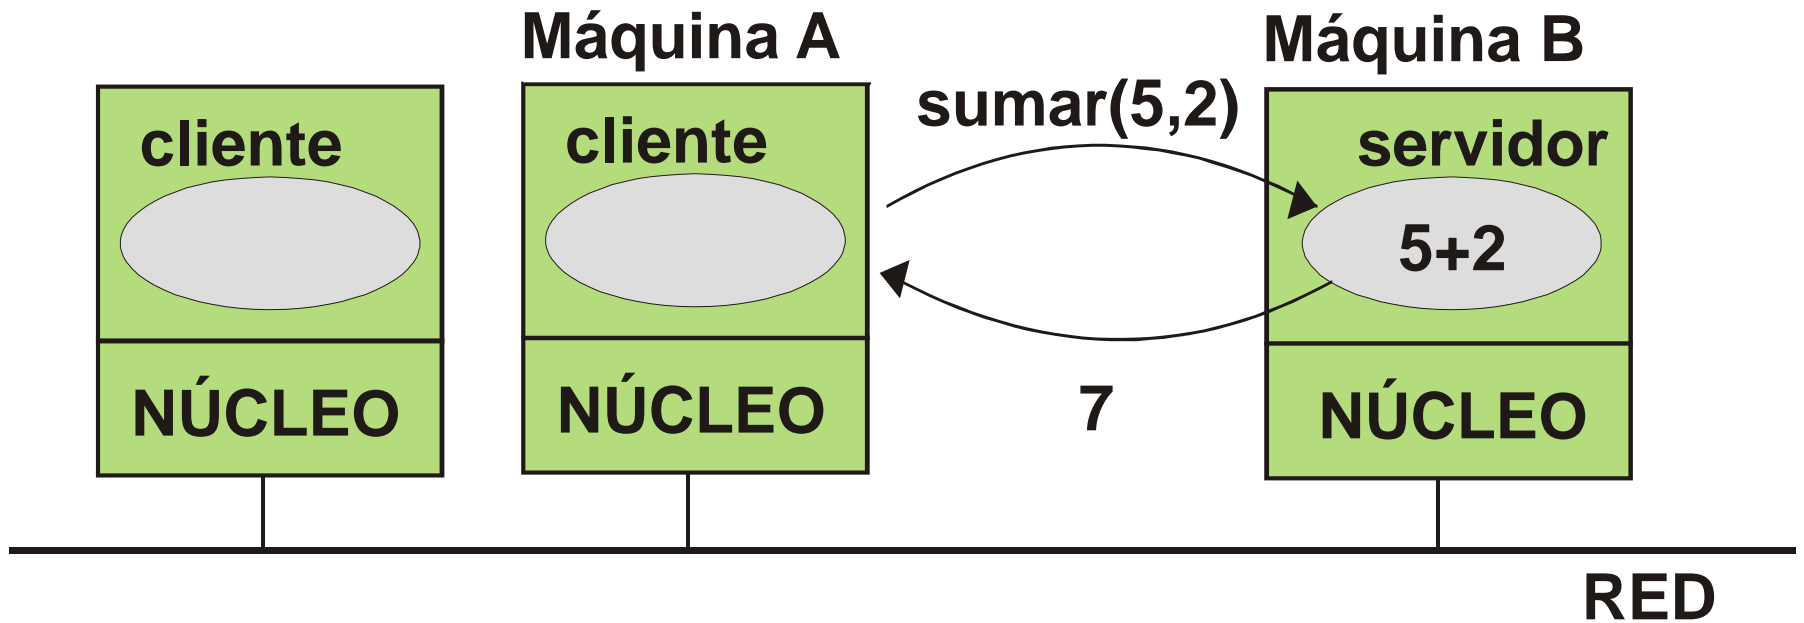 Máquina A
Máquina B
cliente
cliente
sumar(5,2)
servidor
5+2
7
NÚCLEO
NÚCLEO
NÚCLEO
RED